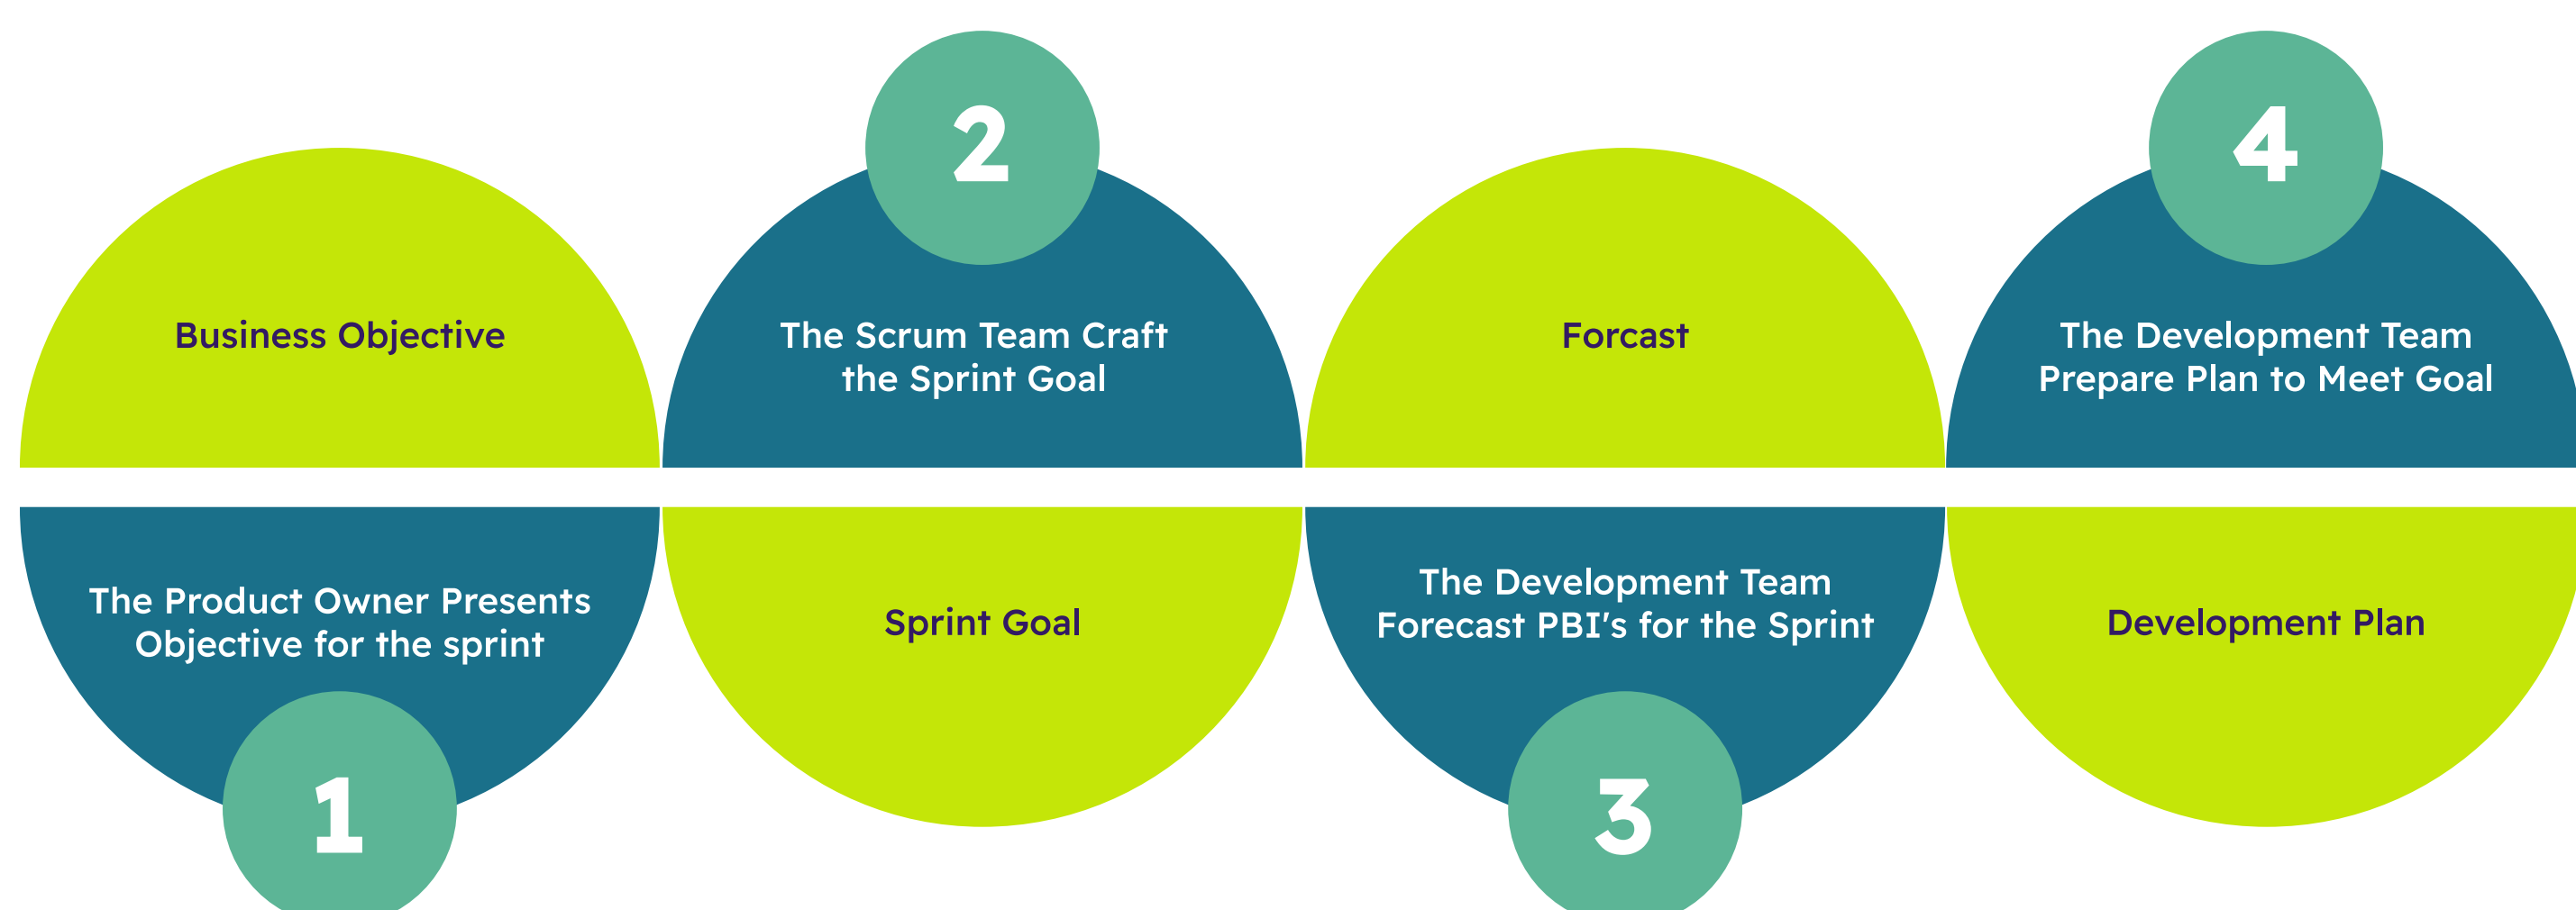 Business Objective
The Product Owner Presents
Objective for the sprint
1
2
The Scrum Team Craft
the Sprint Goal
Sprint Goal
Forcast
The Development Team
Forecast PBI's for the Sprint
3
4
The Development Team
Prepare Plan to Meet Goal
Development Plan